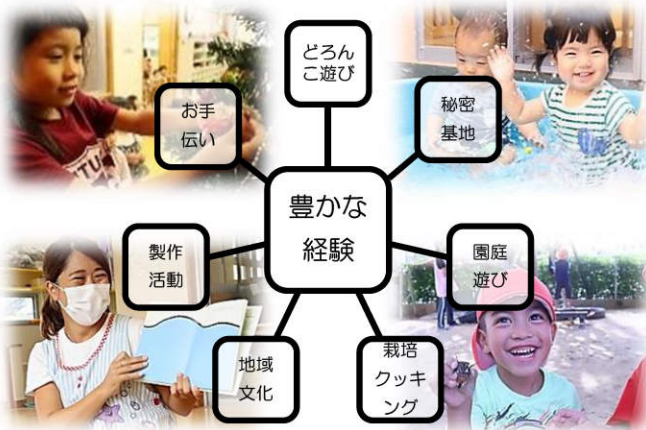 どろん
こ遊び
お手
伝い
秘密
基地
豊かな
経験
製作
活動
園庭
遊び
地域
文化
栽培
クッキ
ング